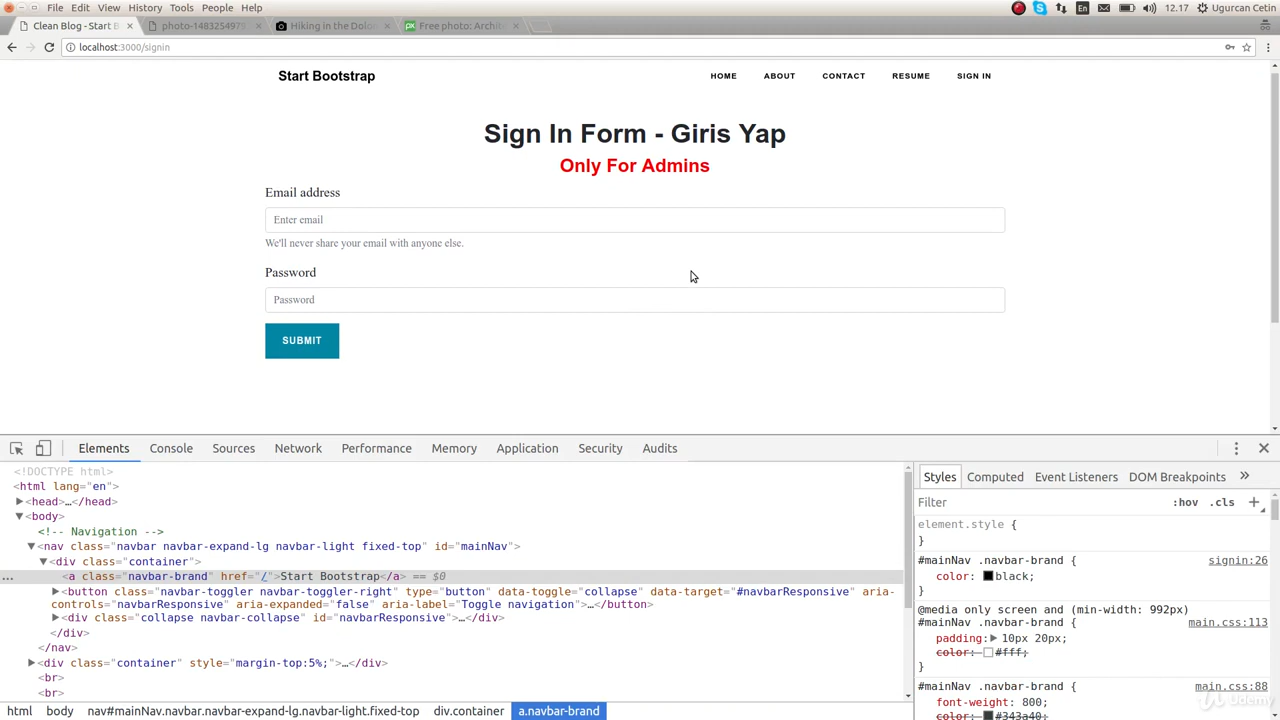 File Edit View History Tools People Help En 12.17 Ugurcan Cetin
Clean Blog - Start B × photo-1483254975 × Hiking in the Dolo × px Free photo: Archite ×
localhost:3000/signin
Start Bootstrap HOME ABOUT CONTACT RESUME SIGN IN
Sign In Form - Giris Yap
Only For Admins
Email address
Enter email
We'll never share your email with anyone else.
Password
Password
SUBMIT
Elements Console Sources Network Performance Memory Application Security Audits
<!DOCTYPE html>
<html lang="en">
<head>…</head>
<body>
<!-- Navigation -->
<nav class="navbar navbar-expand-lg navbar-light fixed-top" id="mainNav">
<div class="container">
... <a class="navbar-brand" href="/">Start Bootstrap</a> == $0
<button class="navbar-toggler navbar-toggler-right" type="button" data-toggle="collapse" data-target="#navbarResponsive" aria-
controls="navbarResponsive" aria-expanded="false" aria-label="Toggle navigation">…</button>
<div class="collapse navbar-collapse" id="navbarResponsive">…</div>
</div>
</nav>
<div class="container" style="margin-top:5%;">…</div>
<br>
<br>
html body nav#mainNav.navbar.navbar-expand-lg.navbar-light.fixed-top div.container a.navbar-brand
Styles Computed Event Listeners DOM Breakpoints »
Filter :hov .cls +
element.style {
}
#mainNav .navbar-brand { signin:26
color: black;
}
@media only screen and (min-width: 992px)
#mainNav .navbar-brand { main.css:113
padding: 10px 20px;
color: #fff;
}
#mainNav .navbar-brand { main.css:88
font-weight: 800;
color: #343a40;
Udemy